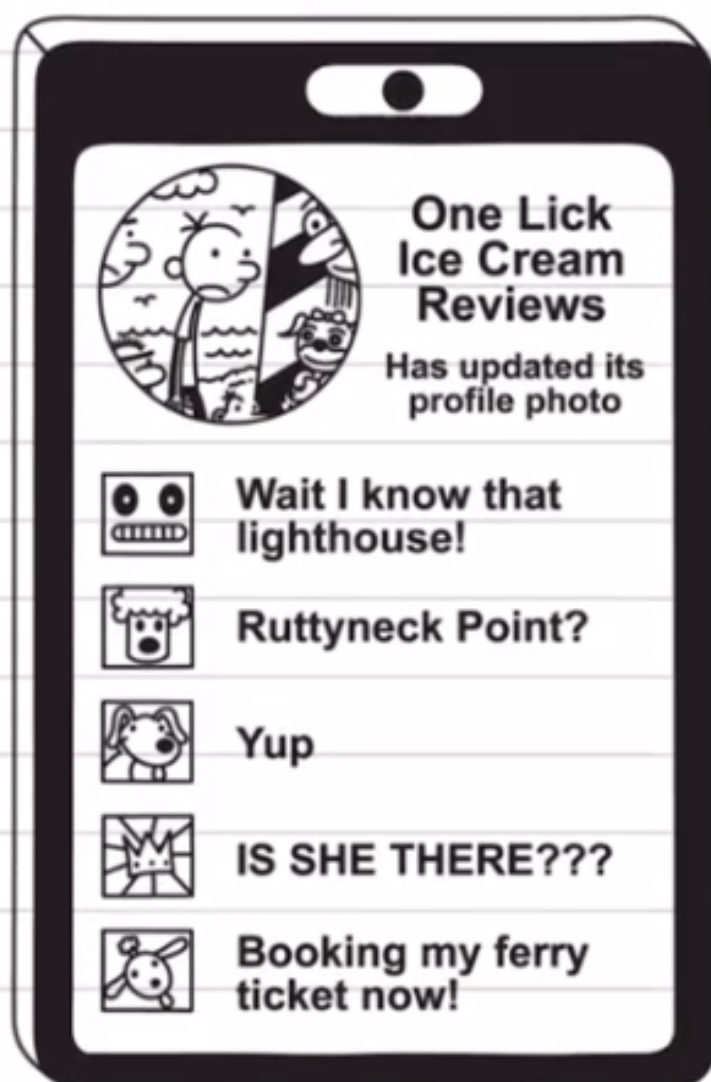 One Lick
Ice Cream
Reviews
Has updated its
profile photo
Wait I know that
lighthouse!
Ruttyneck Point?
Yup
IS SHE THERE???
Booking my ferry
ticket now!